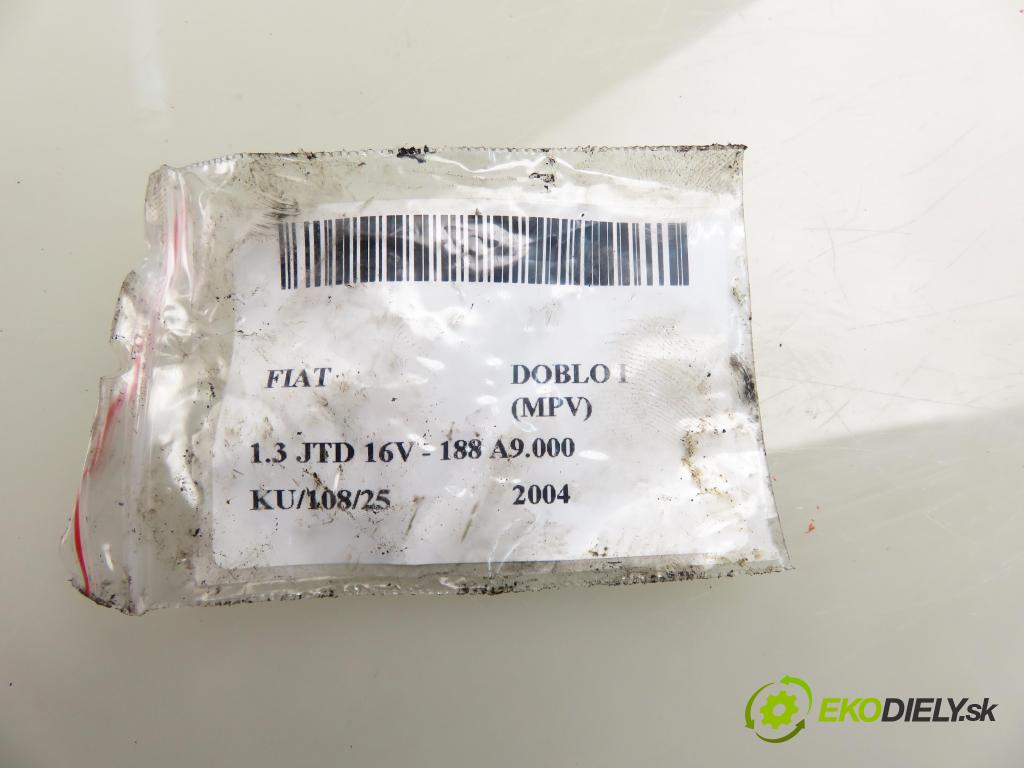 FIAT DOBLO I
(MPV)
1.3 JTD 16V - 188 A9.000
KU/108/25 2004
EKODIELY.sk